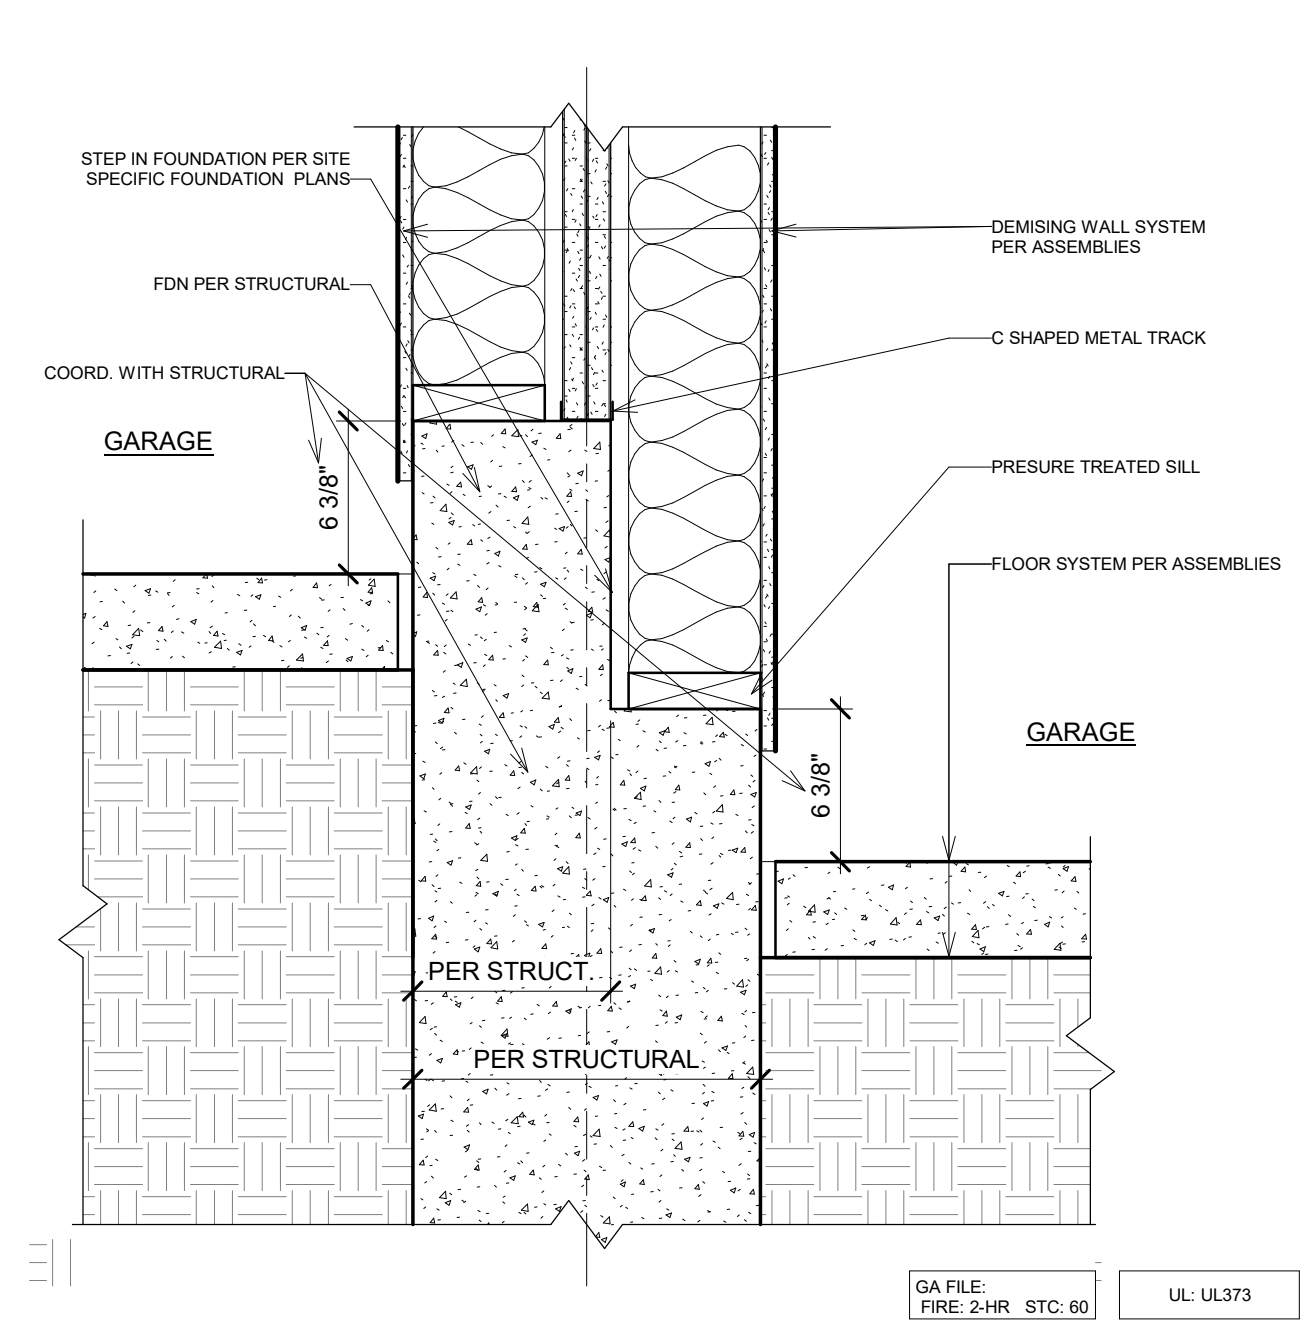 STEP IN FOUNDATION PER SITE
SPECIFIC FOUNDATION PLANS
FDN PER STRUCTURAL
COORD. WITH STRUCTURAL
GARAGE
6 3/8"
DEMISING WALL SYSTEM
PER ASSEMBLIES
C SHAPED METAL TRACK
PRESURE TREATED SILL
FLOOR SYSTEM PER ASSEMBLIES
GARAGE
6 3/8"
PER STRUCT.
PER STRUCTURAL
GA FILE:
FIRE: 2-HR STC: 60
UL: UL373